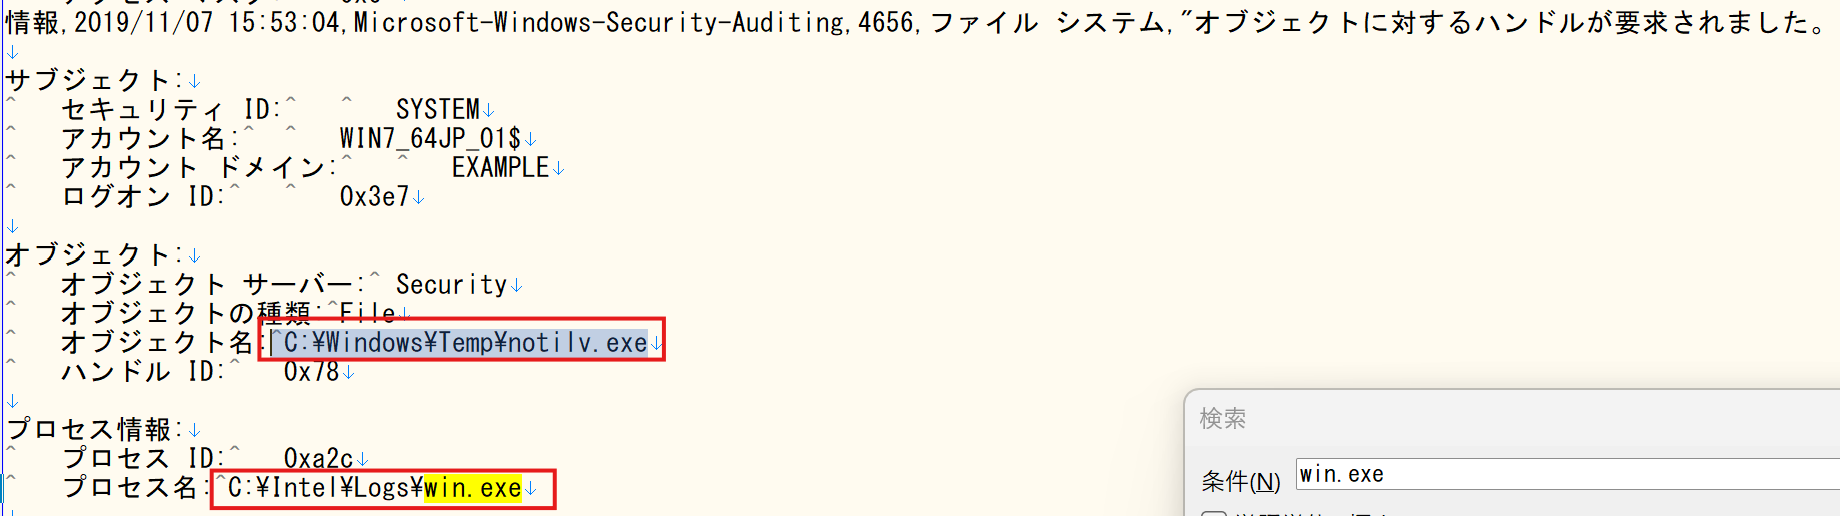 情報,2019/11/07 15:53:04,Microsoft-Windows-Security-Auditing,4656,ファイル システム,"オブジェクトに対するハンドルが要求されました。
↓
サブジェクト:↓
^ セキュリティ ID:^ ^ SYSTEM↓
^ アカウント名:^ ^ WIN7_64JP_01$↓
^ アカウント ドメイン:^ ^ EXAMPLE↓
^ ログオン ID:^ ^ 0x3e7↓
↓
オブジェクト:↓
^ オブジェクト サーバー:^ Security↓
^ オブジェクトの種類:^File↓
^ オブジェクト名:^C:¥Windows¥Temp¥notilv.exe↓
^ ハンドル ID:^ 0x78↓
↓
プロセス情報:↓
^ プロセス ID:^ 0xa2c↓
^ プロセス名:^C:¥Intel¥Logs¥win.exe↓
検索
条件(N) win.exe